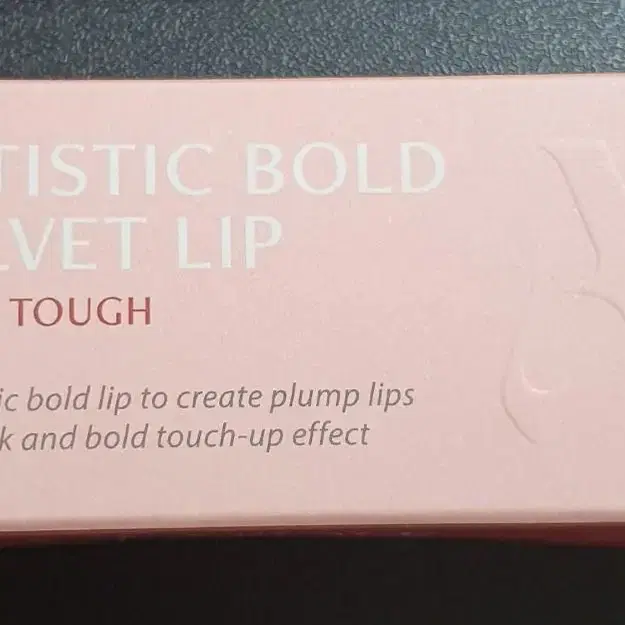 TISTIC BOLD
LVET LIP
TOUGH
ic bold lip to create plump lips
k and bold touch-up effect